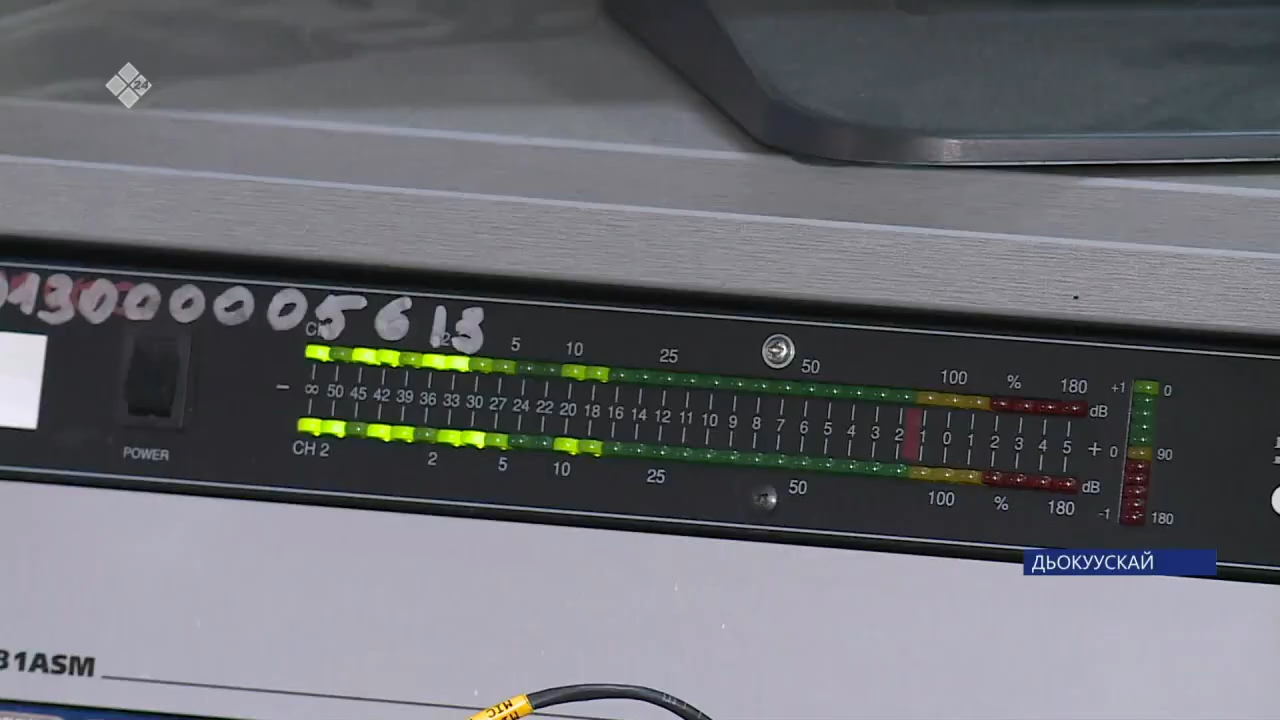 24
013000005613
CH 1 2 5 10 25 50 100 % 180
− ∞ 50 45 42 39 36 33 30 27 24 22 20 18 16 14 12 11 10 9 8 7 6 5 4 3 2 1 0 1 2 3 4 5 + dB
CH 2 2 5 10 25 50 100 % 180 dB
POWER
+1 0
0 90
-1 180
ДЬОКУУСКАЙ
31ASM
MIC